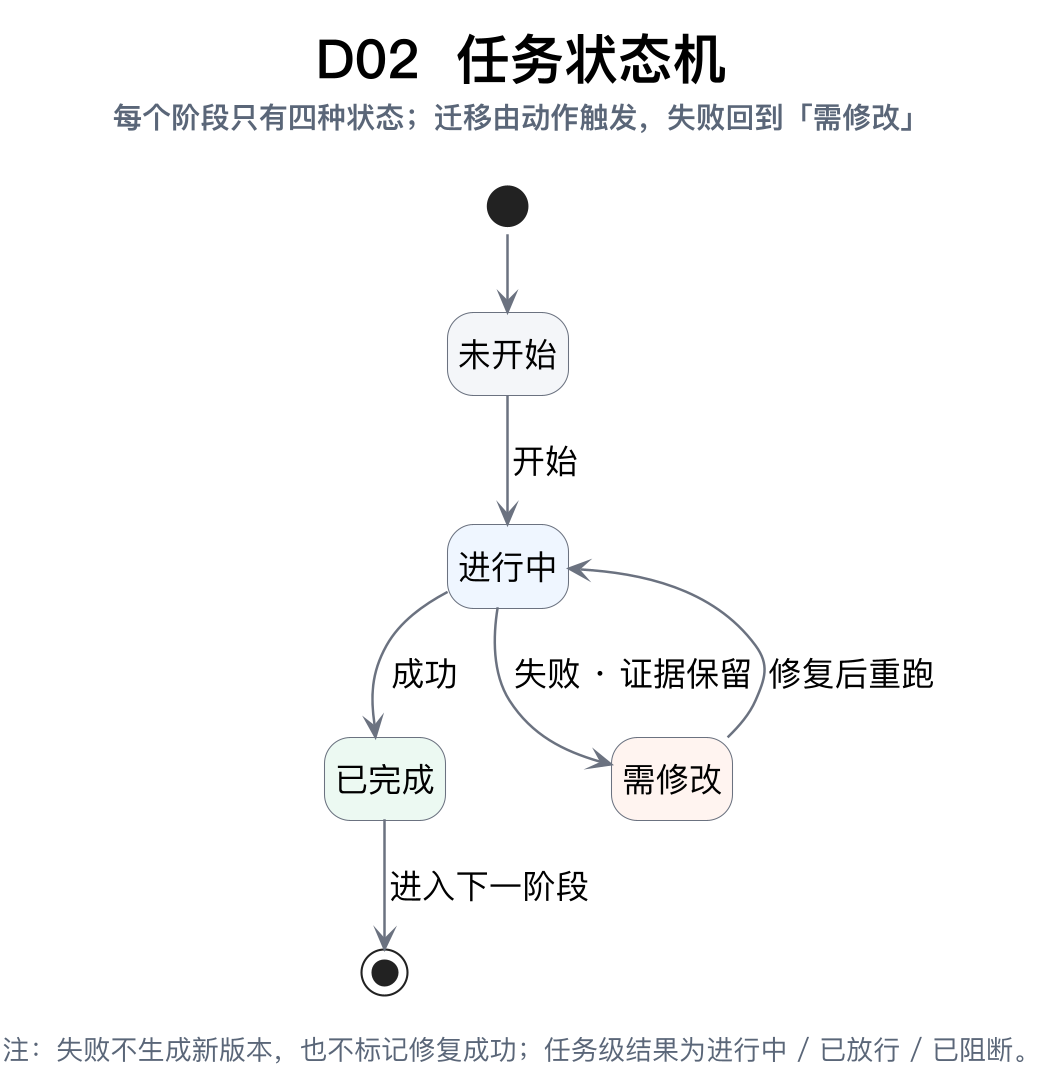 D02 任务状态机
每个阶段只有四种状态；迁移由动作触发，失败回到「需修改」
未开始
开始
进行中
成功
失败 · 证据保留
修复后重跑
已完成
需修改
进入下一阶段
注：失败不生成新版本，也不标记修复成功；任务级结果为进行中 / 已放行 / 已阻断。